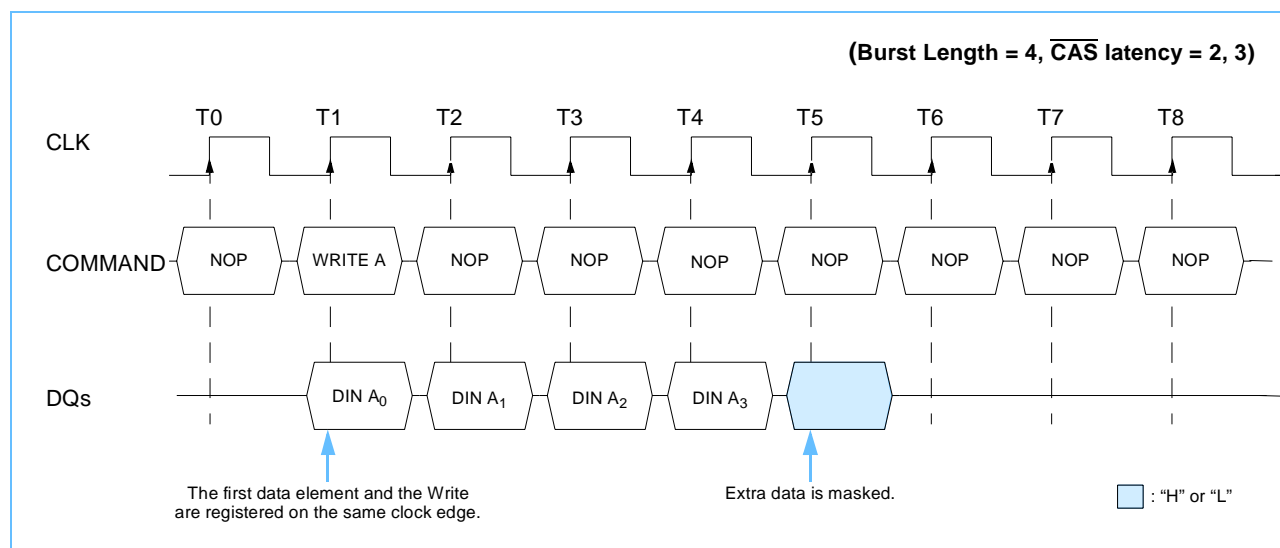 (Burst Length = 4, CAS latency = 2, 3)
T0 T1 T2 T3 T4 T5 T6 T7 T8
CLK
COMMAND NOP WRITE A NOP NOP NOP NOP NOP NOP NOP
DQs DIN A0 DIN A1 DIN A2 DIN A3
The first data element and the Write
are registered on the same clock edge.
Extra data is masked.
: “H” or “L”